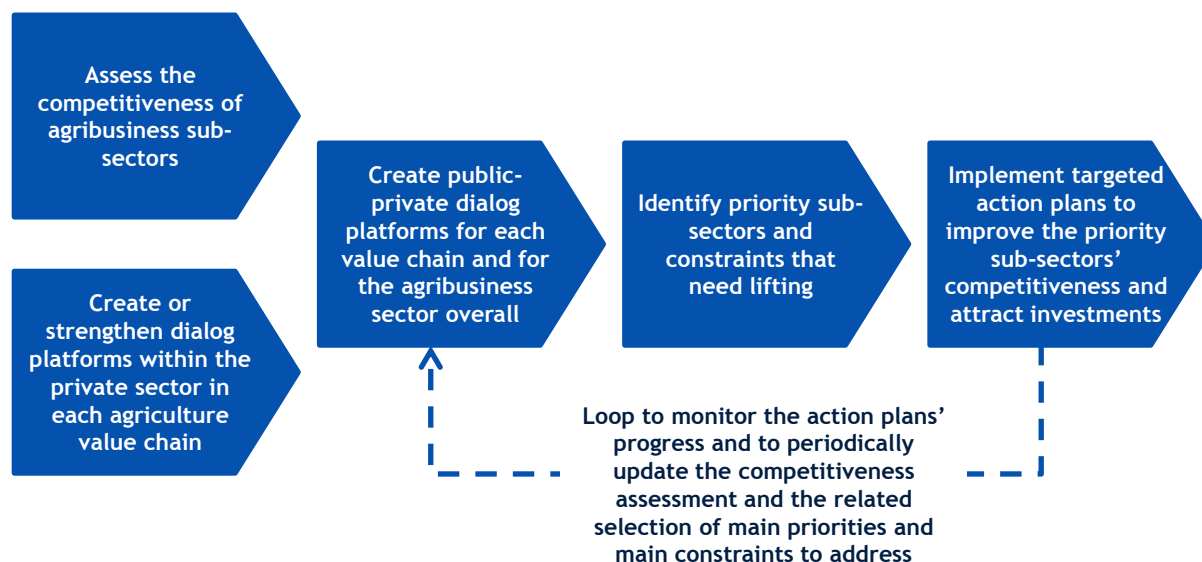 Assess the
competitiveness of
agribusiness sub-
sectors
Create or
strengthen dialog
platforms within the
private sector in
each agriculture
value chain
Create public-
private dialog
platforms for each
value chain and for
the agribusiness
sector overall
Identify priority sub-
sectors and
constraints that
need lifting
Implement targeted
action plans to
improve the priority
sub-sectors’
competitiveness and
attract investments
Loop to monitor the action plans’
progress and to periodically
update the competitiveness
assessment and the related
selection of main priorities and
main constraints to address